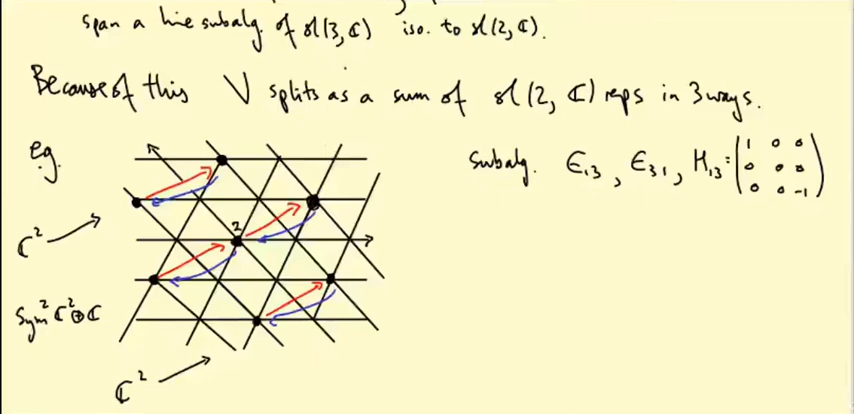 span a Lie subalg. of sl(3,ℂ) iso. to sl(2,ℂ).
Because of this V splits as a sum of sl(2,ℂ) reps in 3 ways.
e.g.
subalg. E₁₃, E₃₁, H₁₃ = (1 0 0
0 0 0
0 0 -1)
2
ℂ²
Sym²ℂ²⊕ℂ
ℂ²